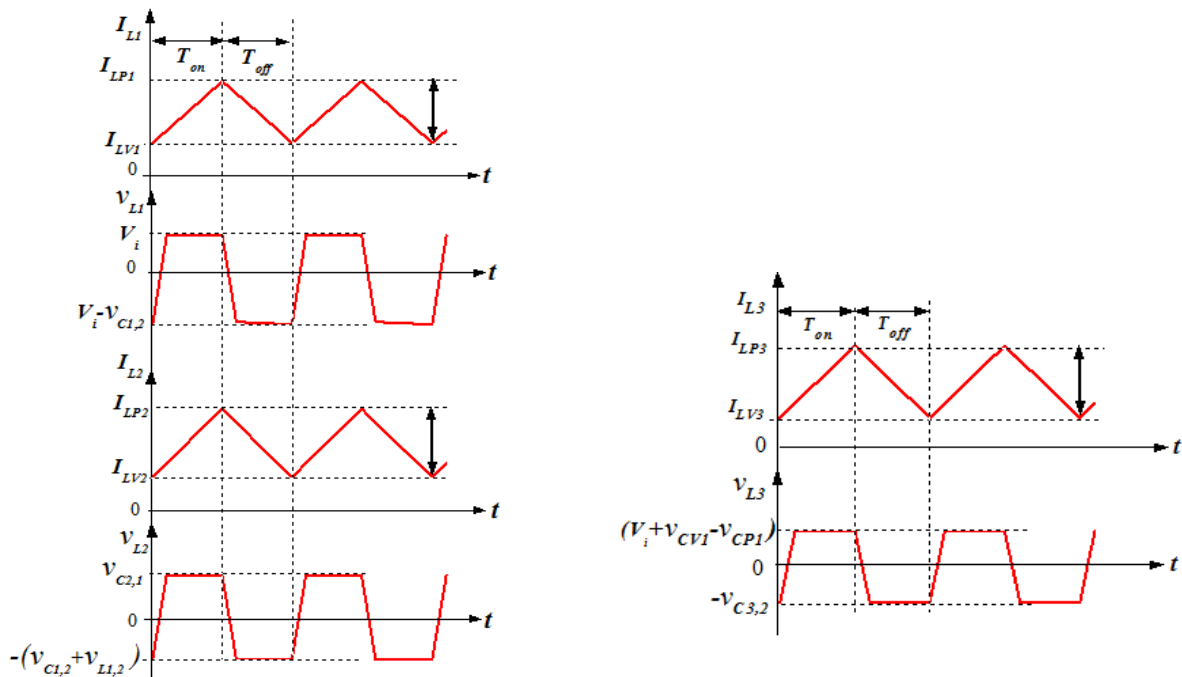 I_L1
T_on
T_off
I_LP1
I_LV1
0
t
v_L1
V_i
0
t
V_i-v_C1,2
I_L2
I_LP2
I_LV2
0
t
v_L2
v_C2,1
0
t
-(v_C1,2+v_L1,2)
I_L3
T_on
T_off
I_LP3
I_LV3
0
t
v_L3
(V_i+v_CV1-v_CP1)
0
t
-v_C3,2